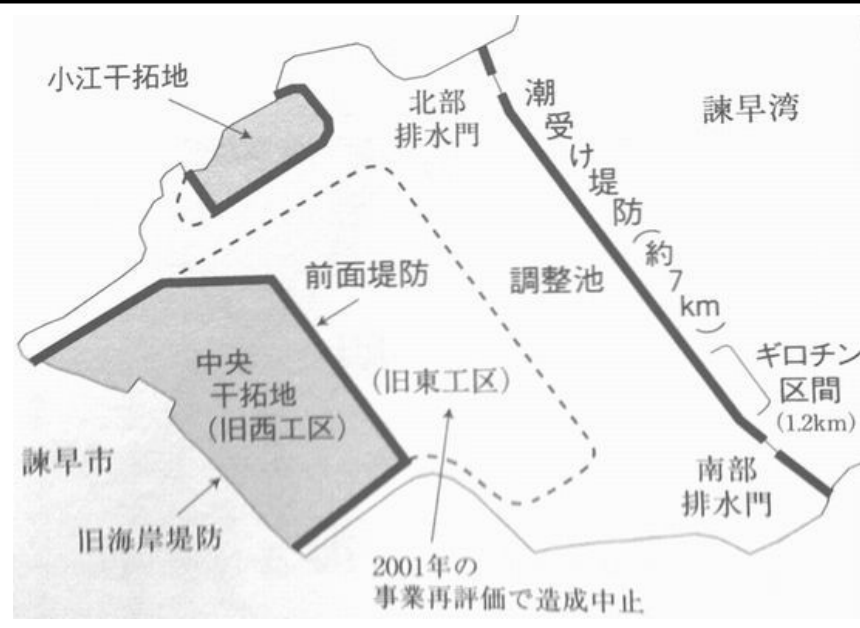 小江干拓地
北部
排水門
潮受け堤防(約7km)
諫早湾
前面堤防
調整池
中央
干拓地
(旧西工区)
(旧東工区)
ギロチン
区間
(1.2km)
諫早市
旧海岸堤防
南部
排水門
2001年の
事業再評価で造成中止